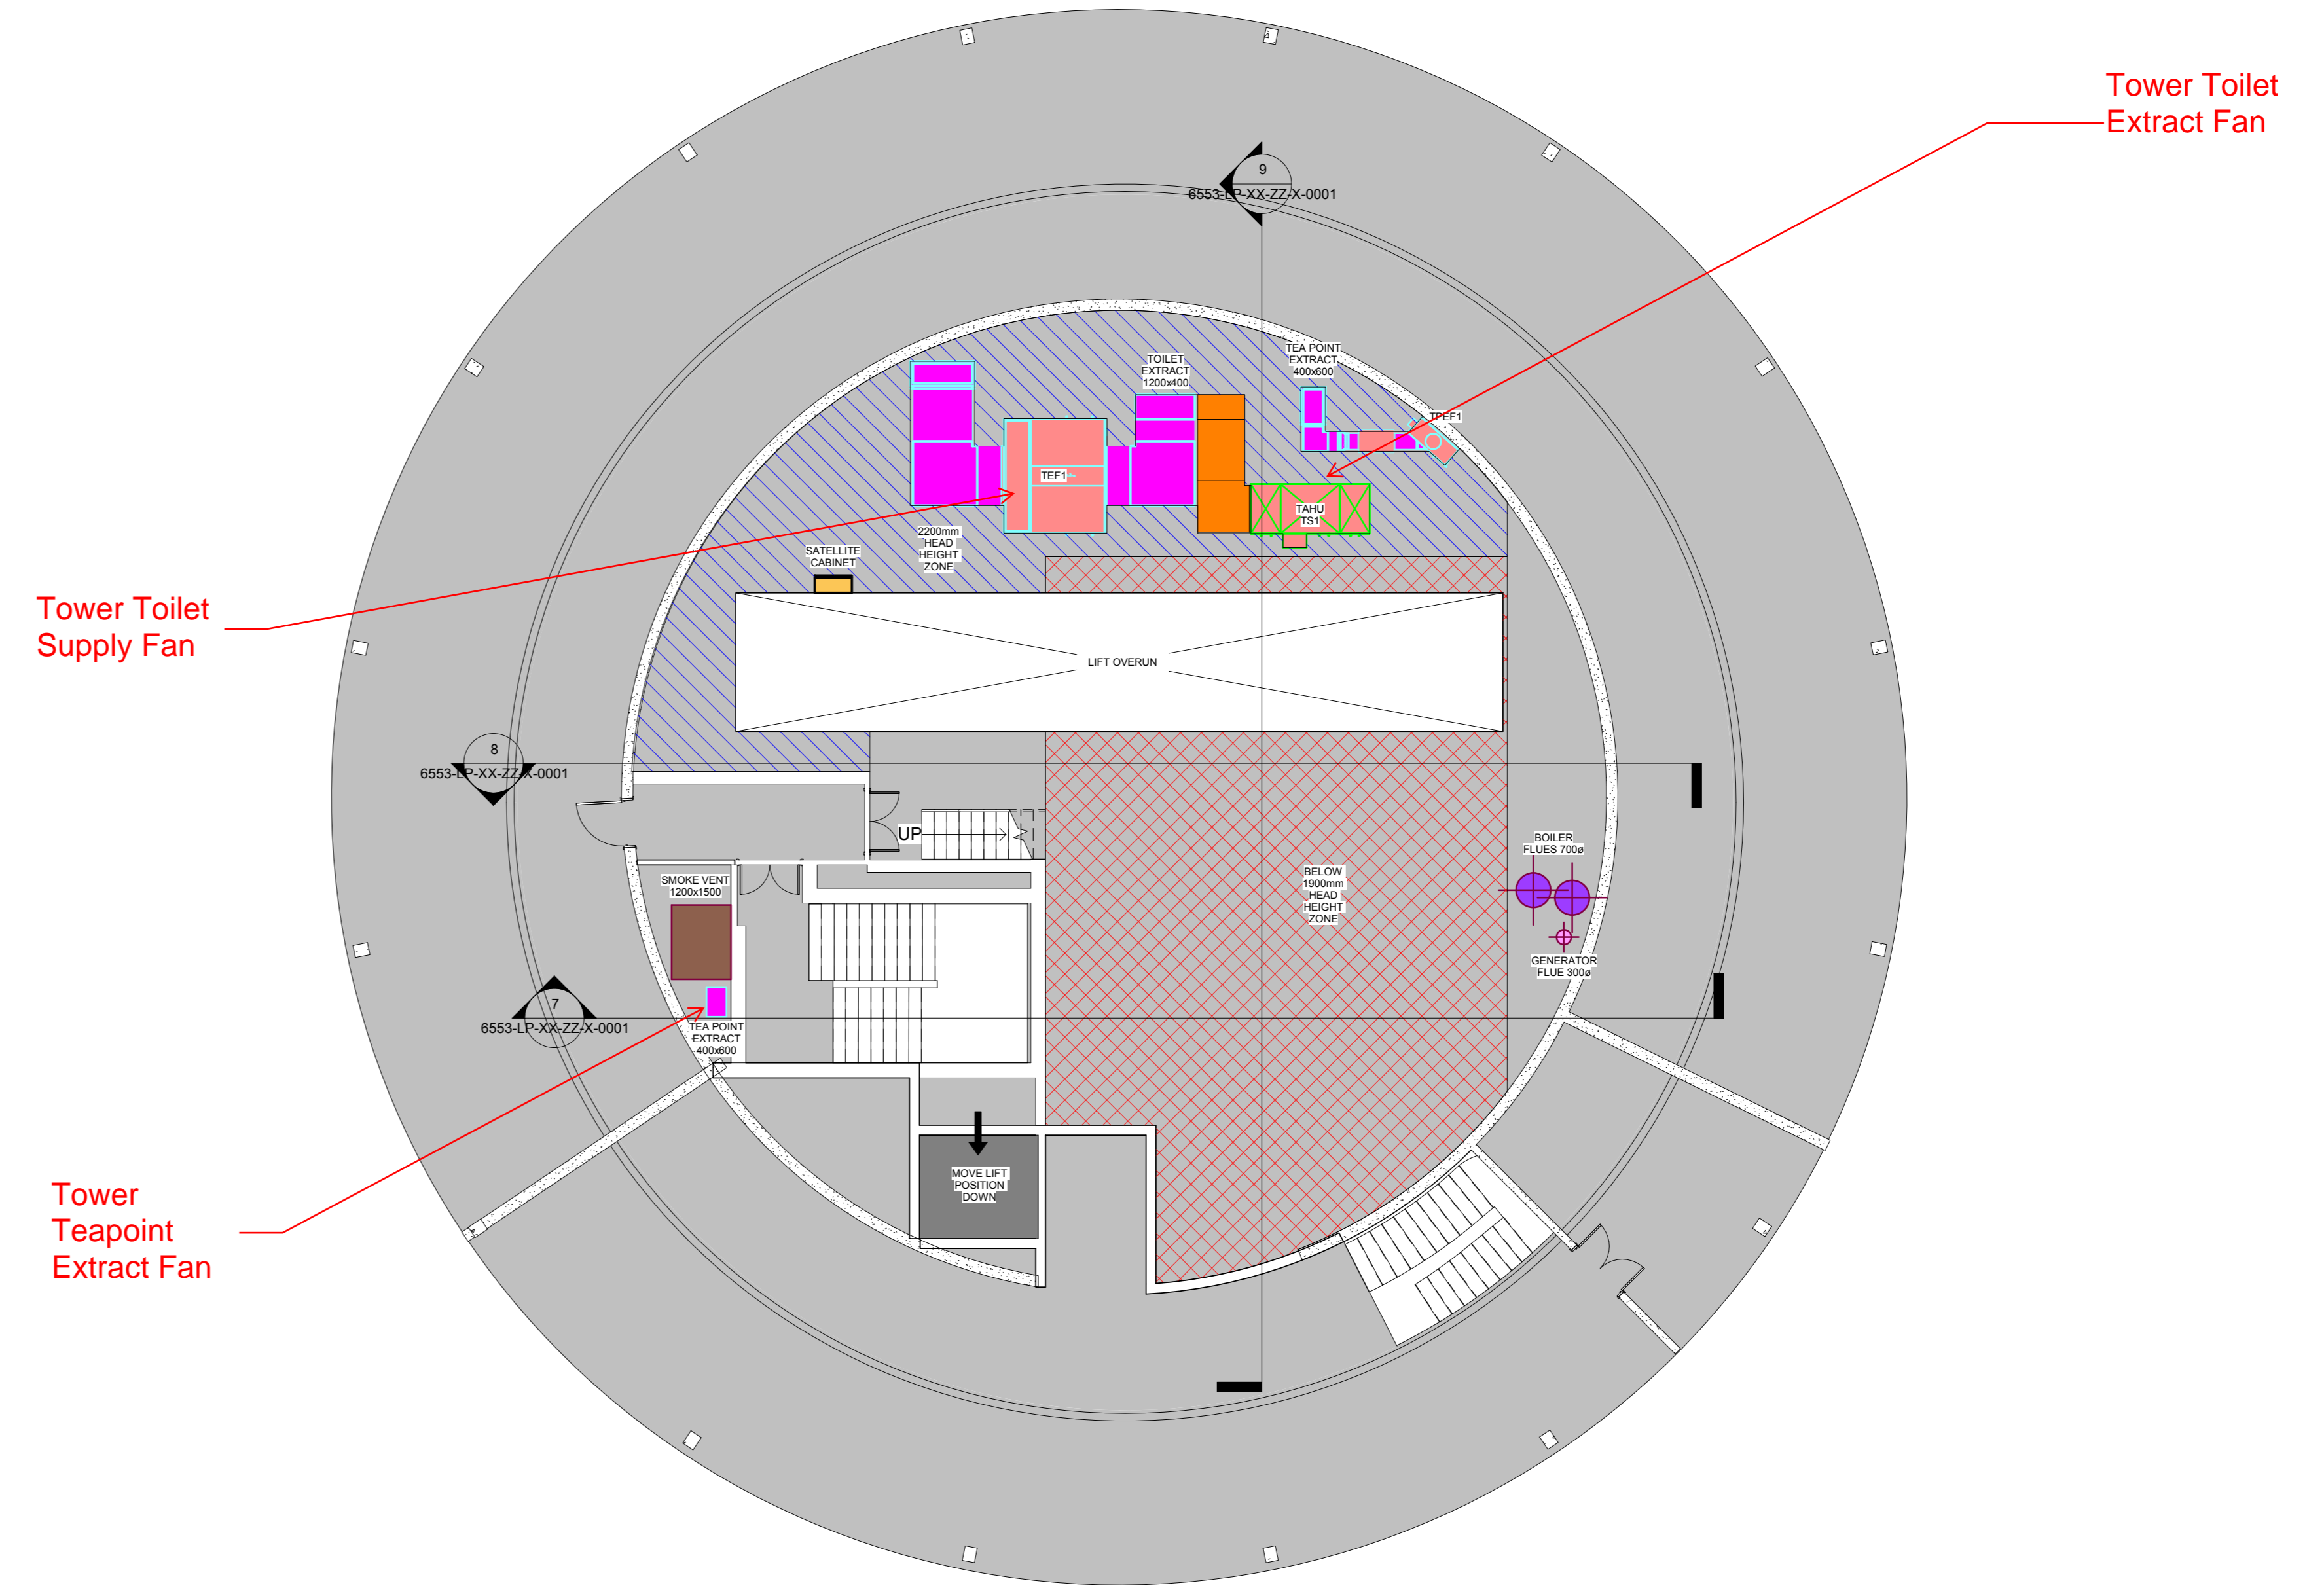 Tower Toilet
Extract Fan
9
6553-LP-XX-ZZ-X-0001
TEA POINT
EXTRACT
400x600
TOILET
EXTRACT
1200x400
TPEF1
TEF1
TAHU
TS1
2200mm
HEAD
HEIGHT
ZONE
SATELLITE
CABINET
Tower Toilet
Supply Fan
LIFT OVERUN
8
6553-LP-XX-ZZ-X-0001
UP
BOILER
FLUES 700ø
SMOKE VENT
1200x1500
BELOW
1900mm
HEAD
HEIGHT
ZONE
GENERATOR
FLUE 300ø
7
6553-LP-XX-ZZ-X-0001
TEA POINT
EXTRACT
400x600
MOVE LIFT
POSITION
DOWN
Tower
Teapoint
Extract Fan